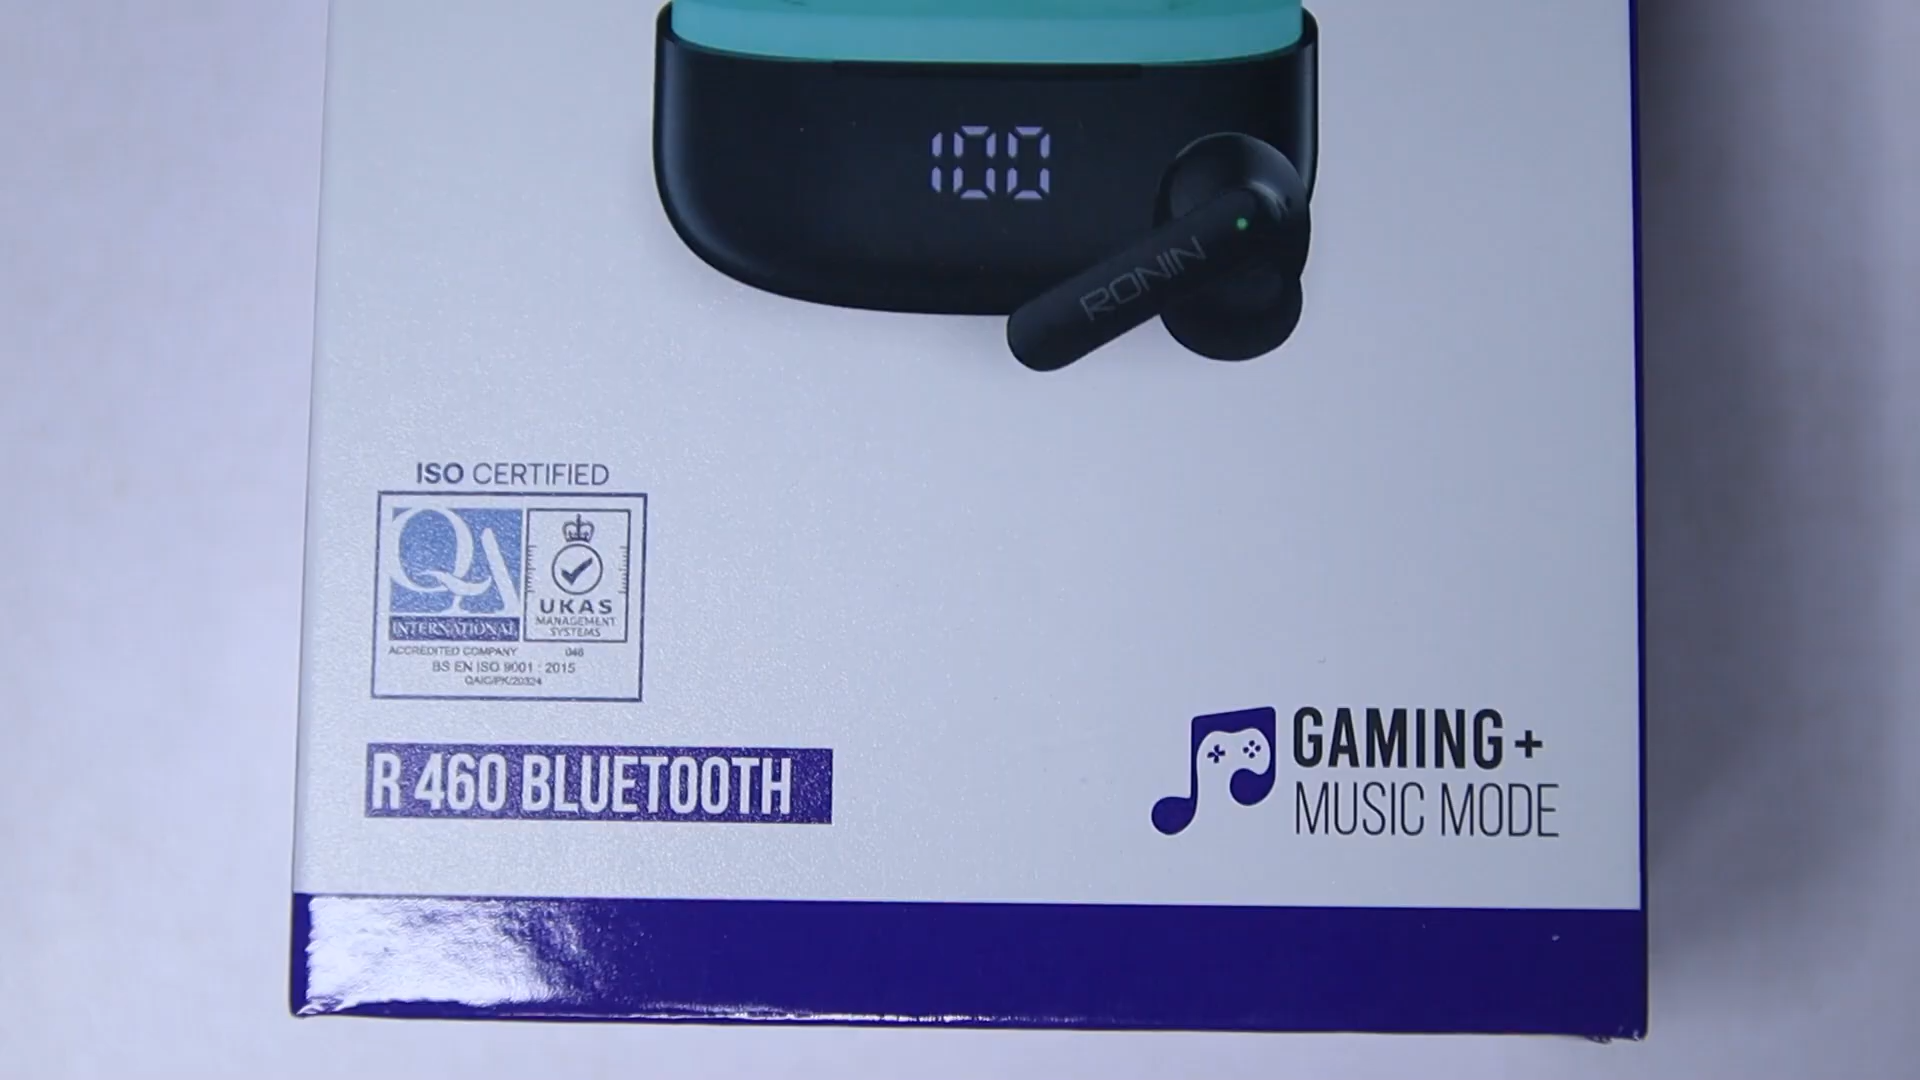 100
RONIN
ISO CERTIFIED
QA
INTERNATIONAL
UKAS
MANAGEMENT
SYSTEMS
ACCREDITED COMPANY 046
BS EN ISO 9001 : 2015
QAIC/PK/20324
R 460 BLUETOOTH
GAMING+
MUSIC MODE